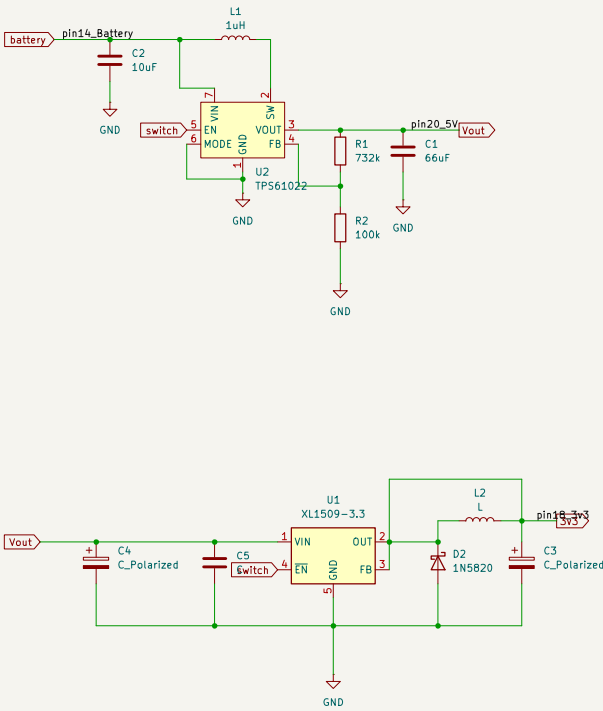 L1
1uH
battery
pin14_Battery
C2
10uF
GND
7
2
VIN
SW
switch
5
EN
VOUT
3
pin20_5V
Vout
6
MODE
FB
4
GND
1
R1
732k
C1
66uF
U2
TPS61022
GND
R2
100k
GND
GND
L2
L
U1
XL1509-3.3
pin18_3v3
3v3
Vout
1
VIN
OUT
2
+
C4
C_Polarized
C5
C
switch
4
EN
FB
3
GND
5
D2
1N5820
+
C3
C_Polarized
GND